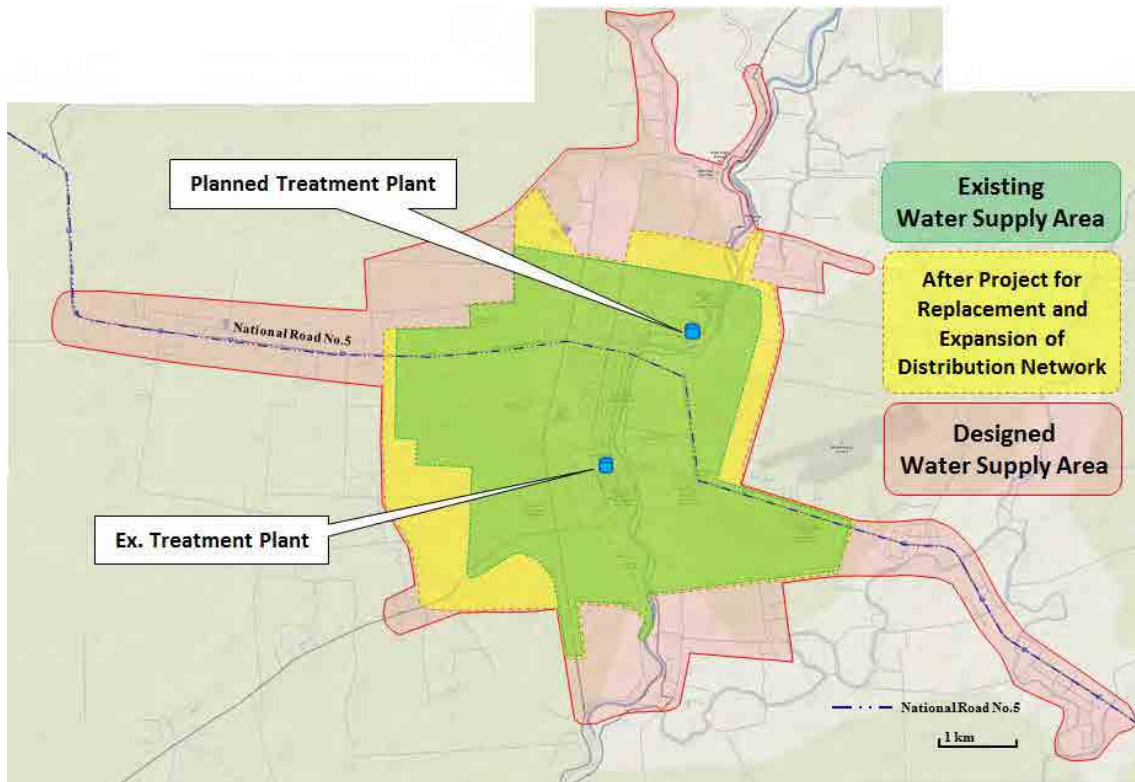 Planned Treatment Plant
Existing
Water Supply Area
After Project for
Replacement and
Expansion of
Distribution Network
National Road No.5
Designed
Water Supply Area
Ex. Treatment Plant
National Road No.5
1 km